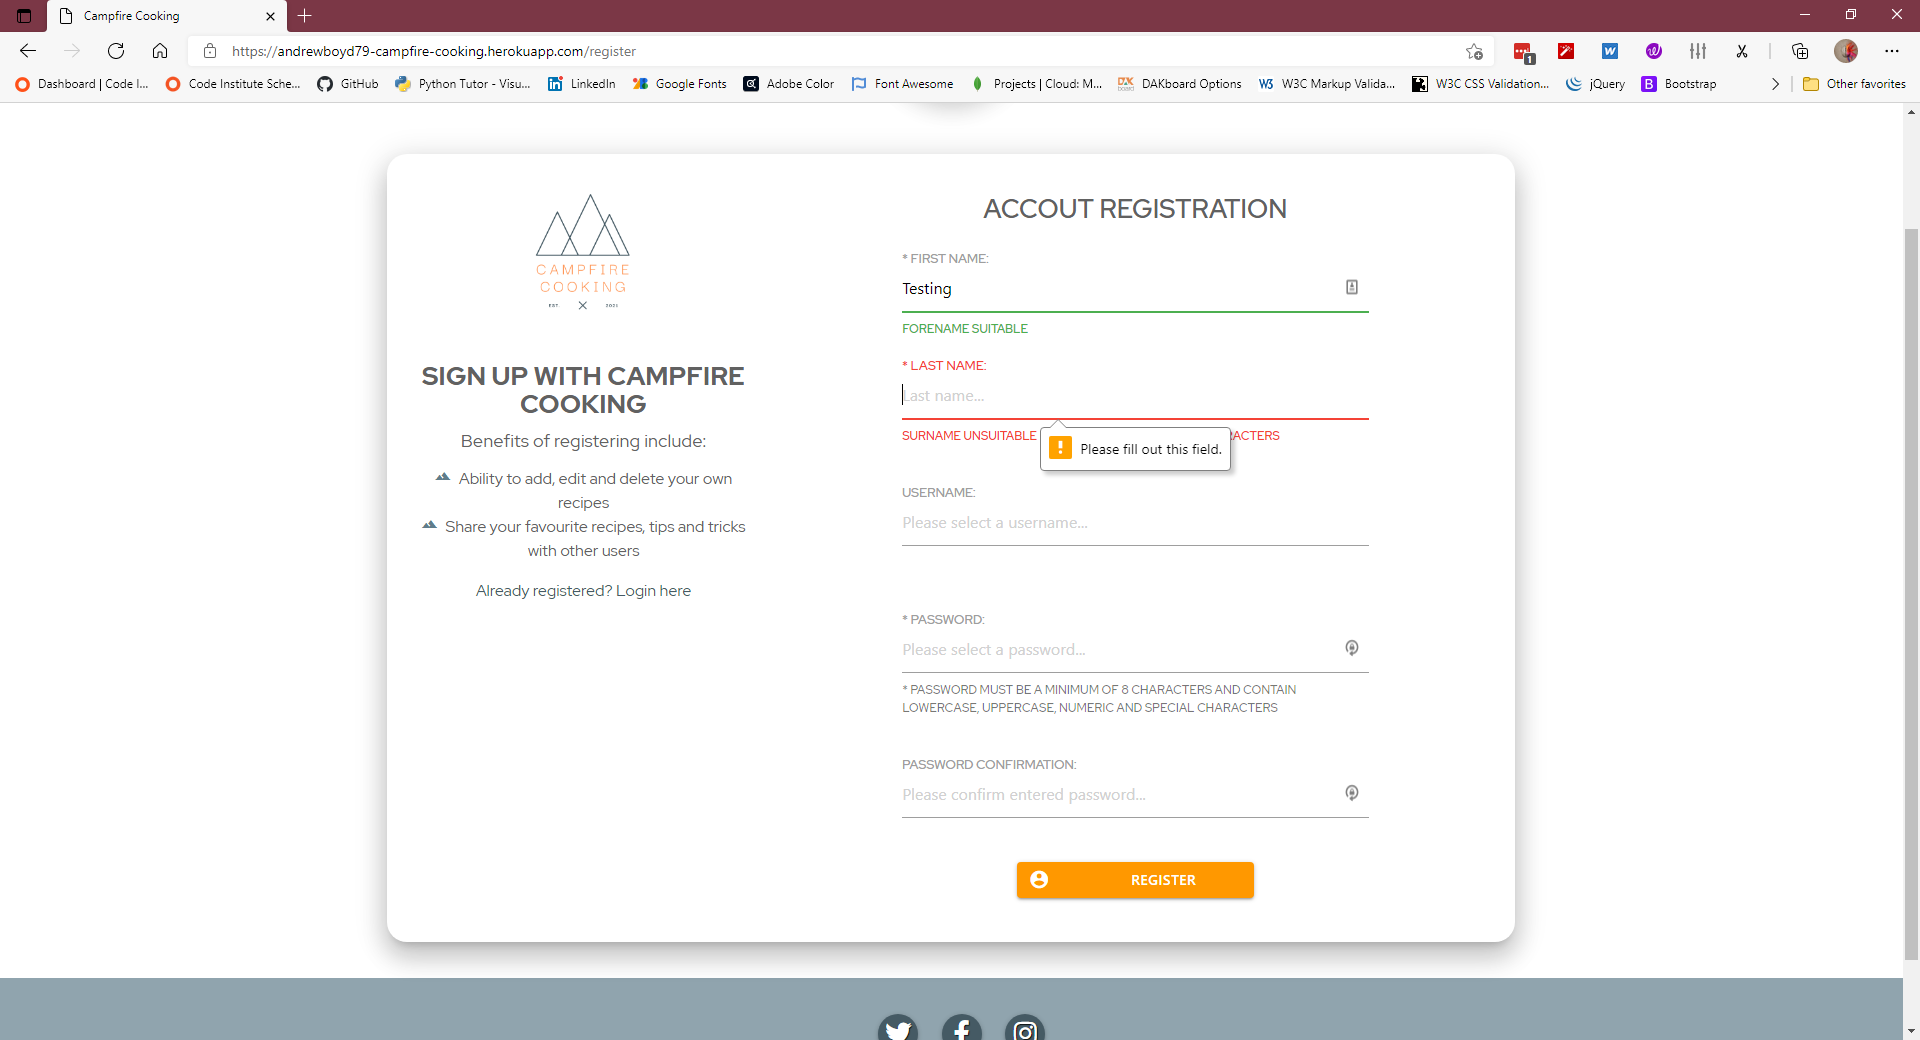 Campfire Cooking
https://andrewboyd79-campfire-cooking.herokuapp.com/register
1
Dashboard | Code I...
Code Institute Sche...
GitHub
Python Tutor - Visu...
LinkedIn
Google Fonts
Adobe Color
Font Awesome
Projects | Cloud: M...
DAKboard Options
W3C Markup Valida...
W3C CSS Validation...
jQuery
Bootstrap
Other favorites
CAMPFIRE
COOKING
EST. 2021
SIGN UP WITH CAMPFIRE
COOKING
Benefits of registering include:
Ability to add, edit and delete your own
recipes
Share your favourite recipes, tips and tricks
with other users
Already registered? Login here
ACCOUT REGISTRATION
* FIRST NAME:
Testing
FORENAME SUITABLE
* LAST NAME:
Last name...
SURNAME UNSUITABLE
Please fill out this field.
USERNAME:
Please select a username...
* PASSWORD:
Please select a password...
* PASSWORD MUST BE A MINIMUM OF 8 CHARACTERS AND CONTAIN
LOWERCASE, UPPERCASE, NUMERIC AND SPECIAL CHARACTERS
PASSWORD CONFIRMATION:
Please confirm entered password...
REGISTER